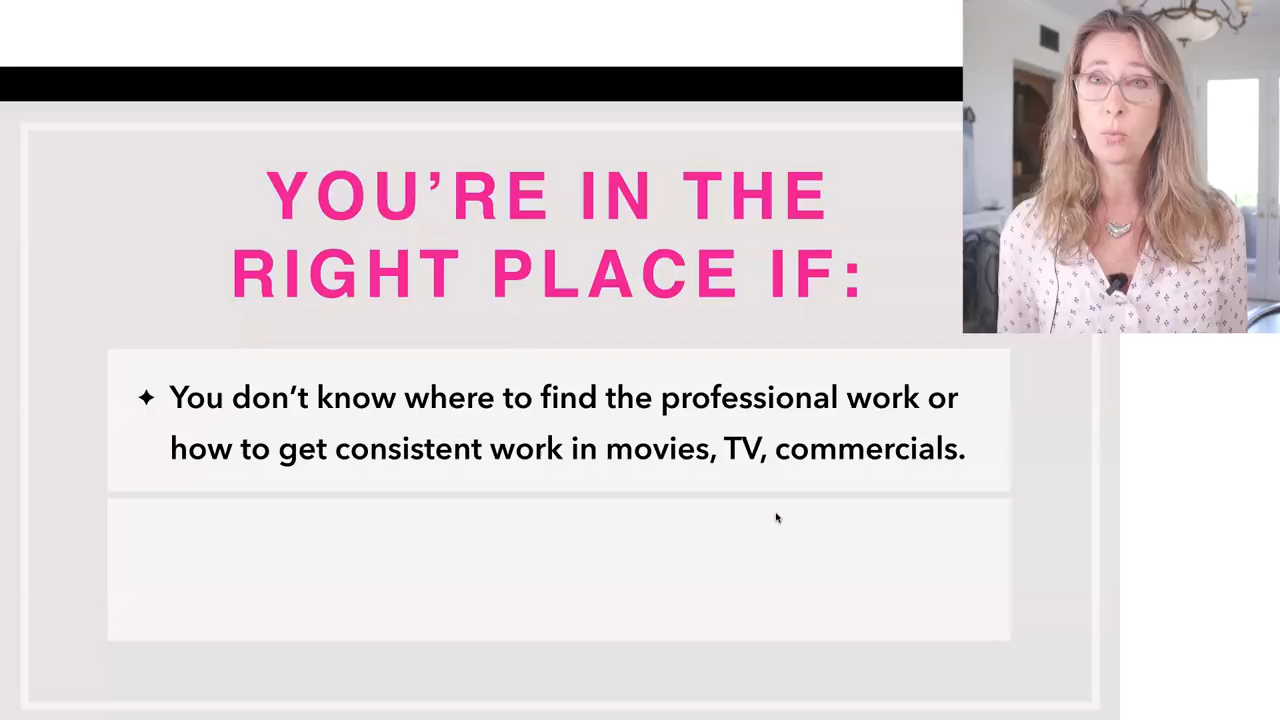 YOU’RE IN THE
RIGHT PLACE IF:
✦ You don’t know where to find the professional work or
how to get consistent work in movies, TV, commercials.